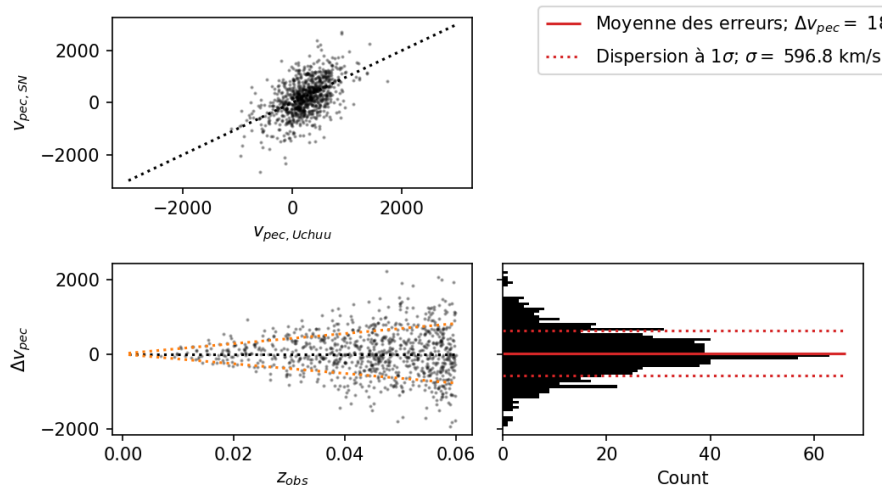 Moyenne des erreurs; Δv_pec = 18
Dispersion à 1σ; σ = 596.8 km/s
2000
0
−2000
v_pec, SN
−2000
0
2000
v_pec, Uchuu
2000
0
−2000
Δv_pec
0.00
0.02
0.04
0.06
z_obs
0
20
40
60
Count